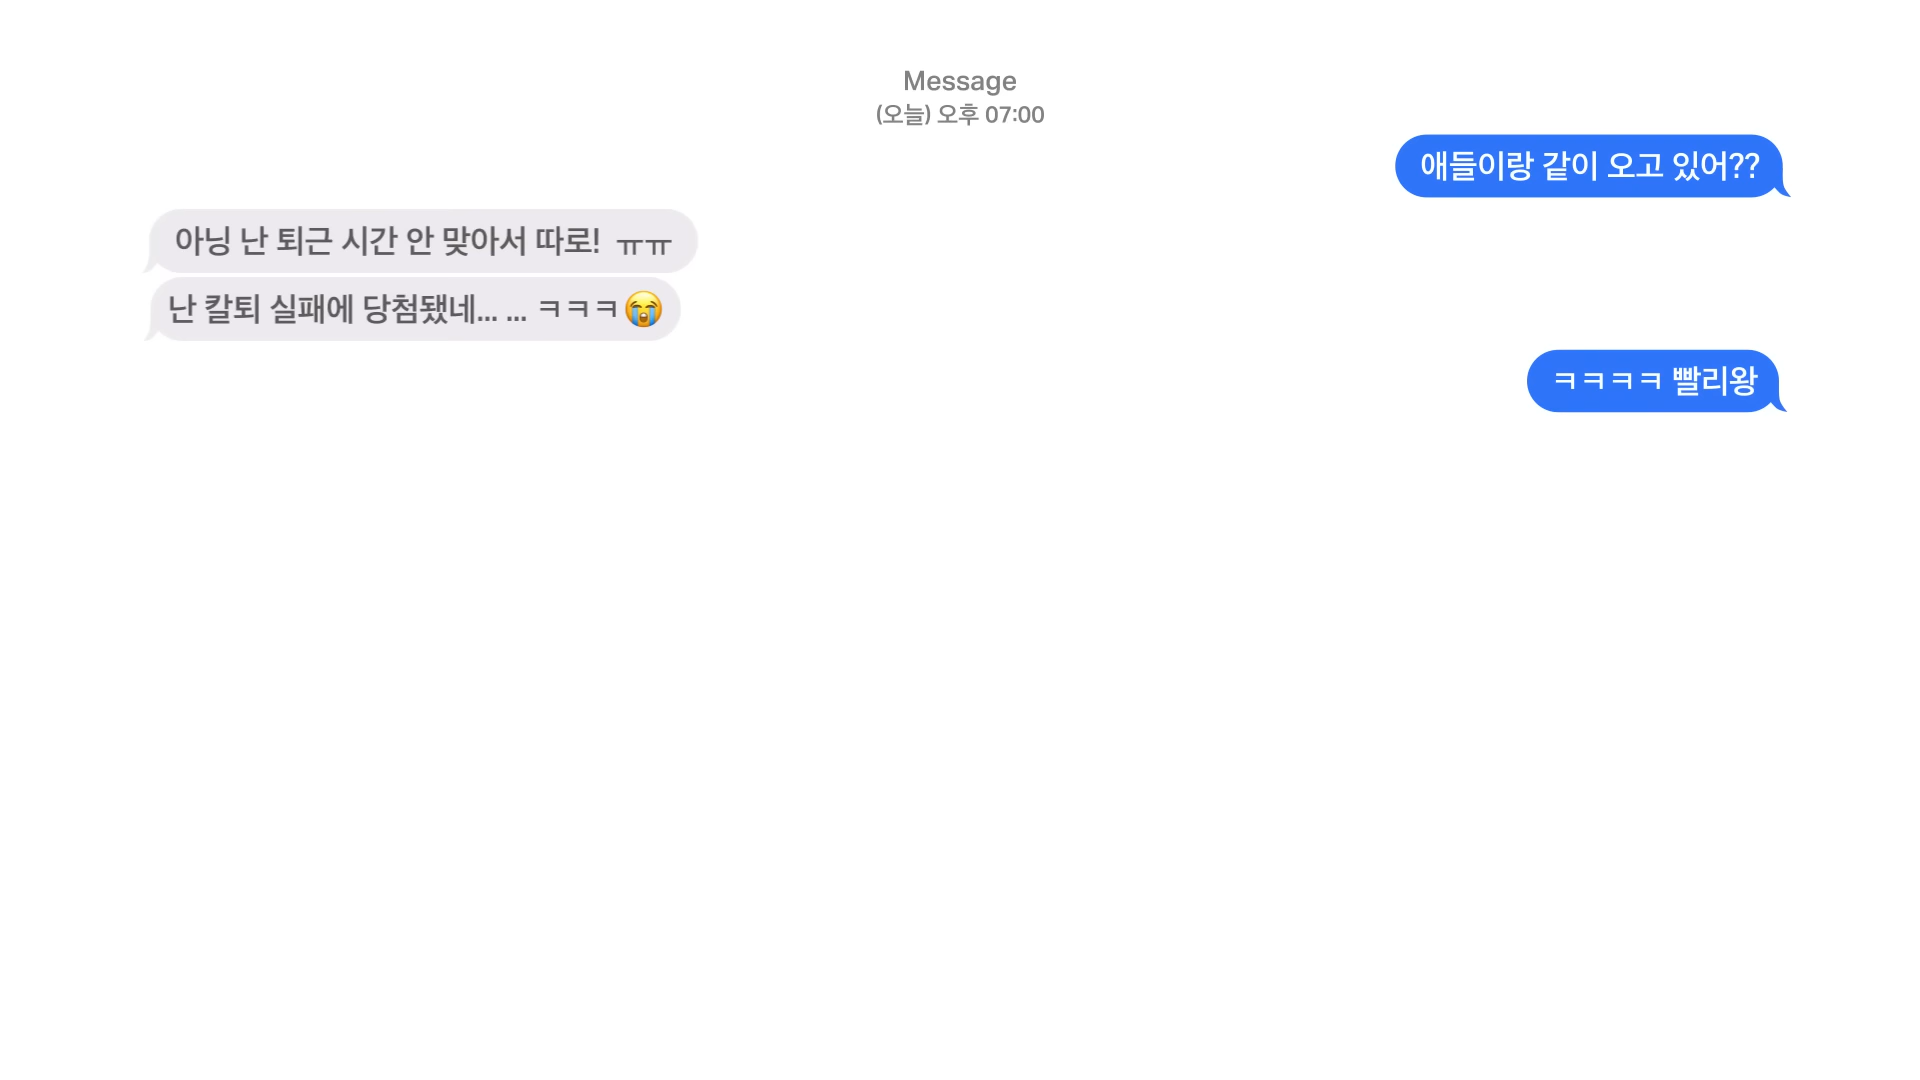 Message
(오늘) 오후 07:00
애들이랑 같이 오고 있어??
아닝 난 퇴근 시간 안 맞아서 따로! ㅠㅠ
난 칼퇴 실패에 당첨됐네... ... ㅋㅋㅋ😭
ㅋㅋㅋㅋ 빨리왕